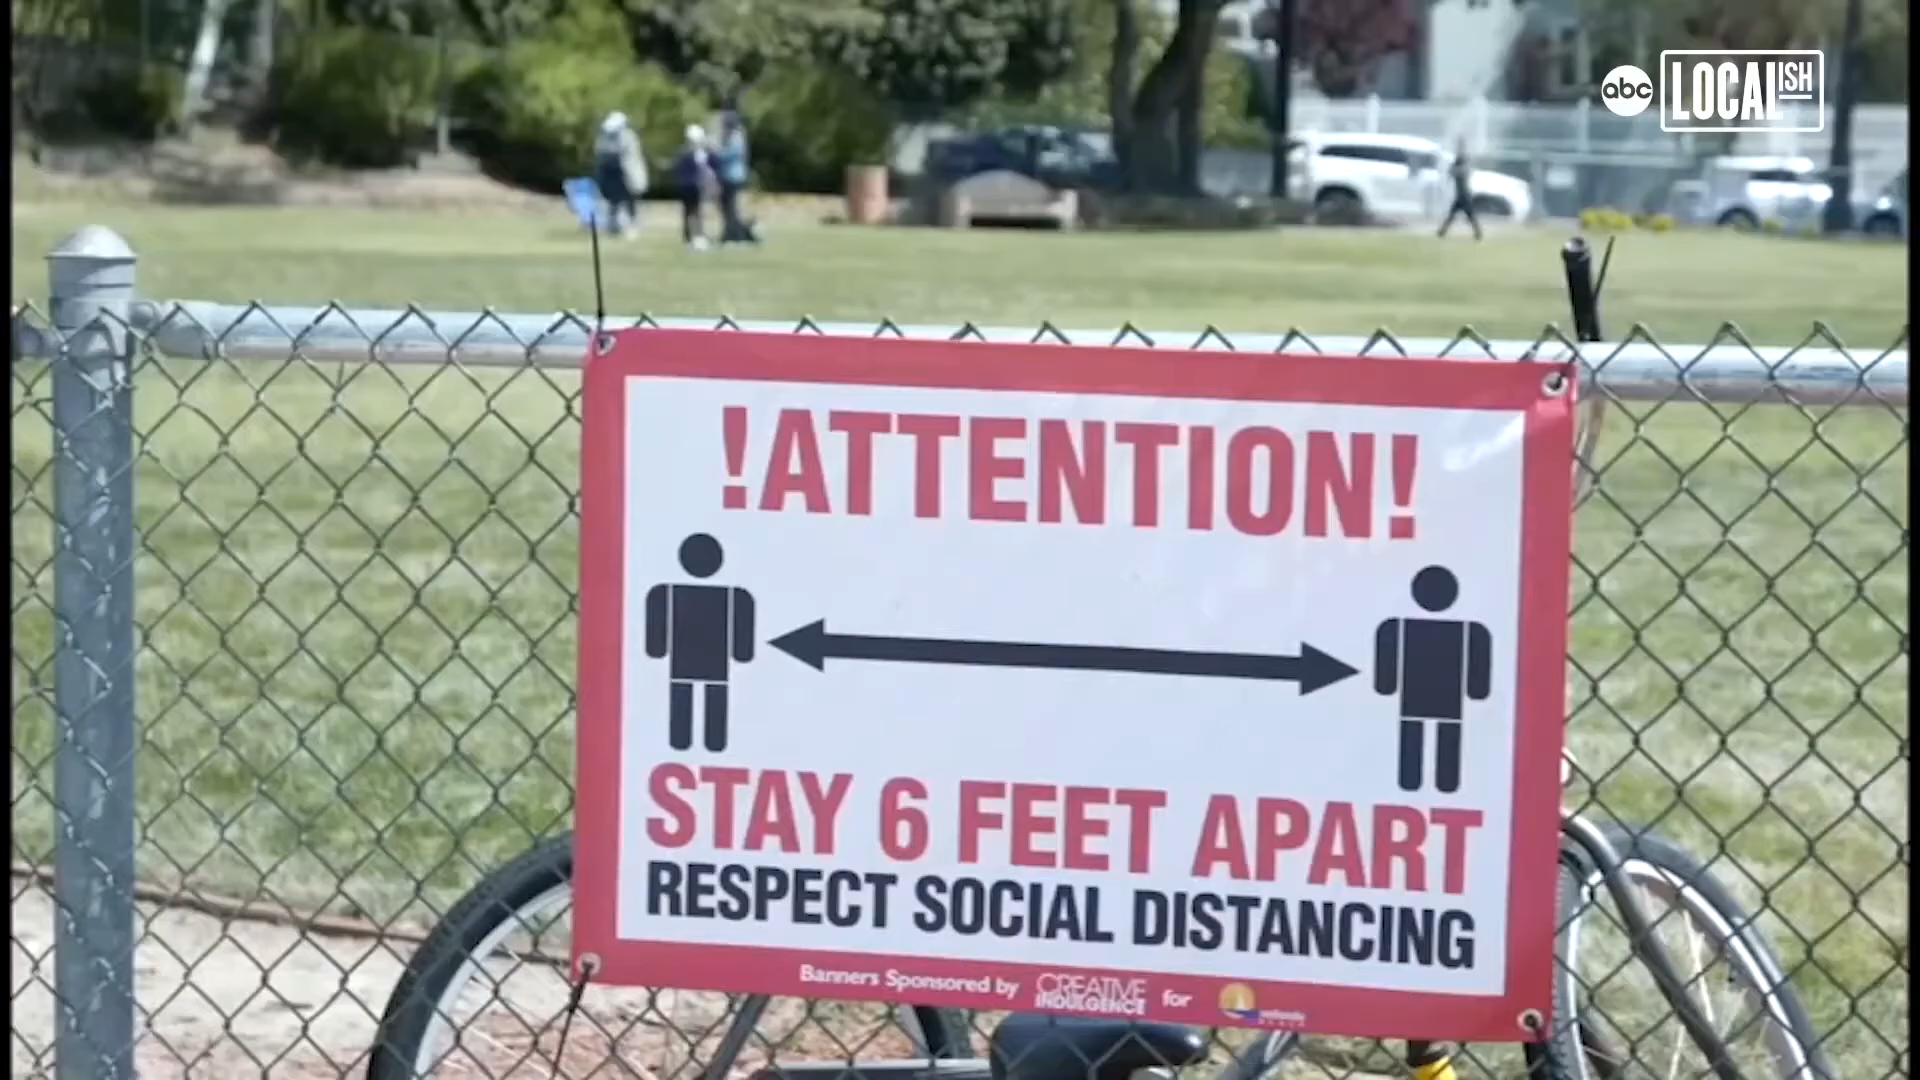 abc LOCALISH
!ATTENTION!
STAY 6 FEET APART
RESPECT SOCIAL DISTANCING
Banners Sponsored by CREATIVE INDULGENCE for